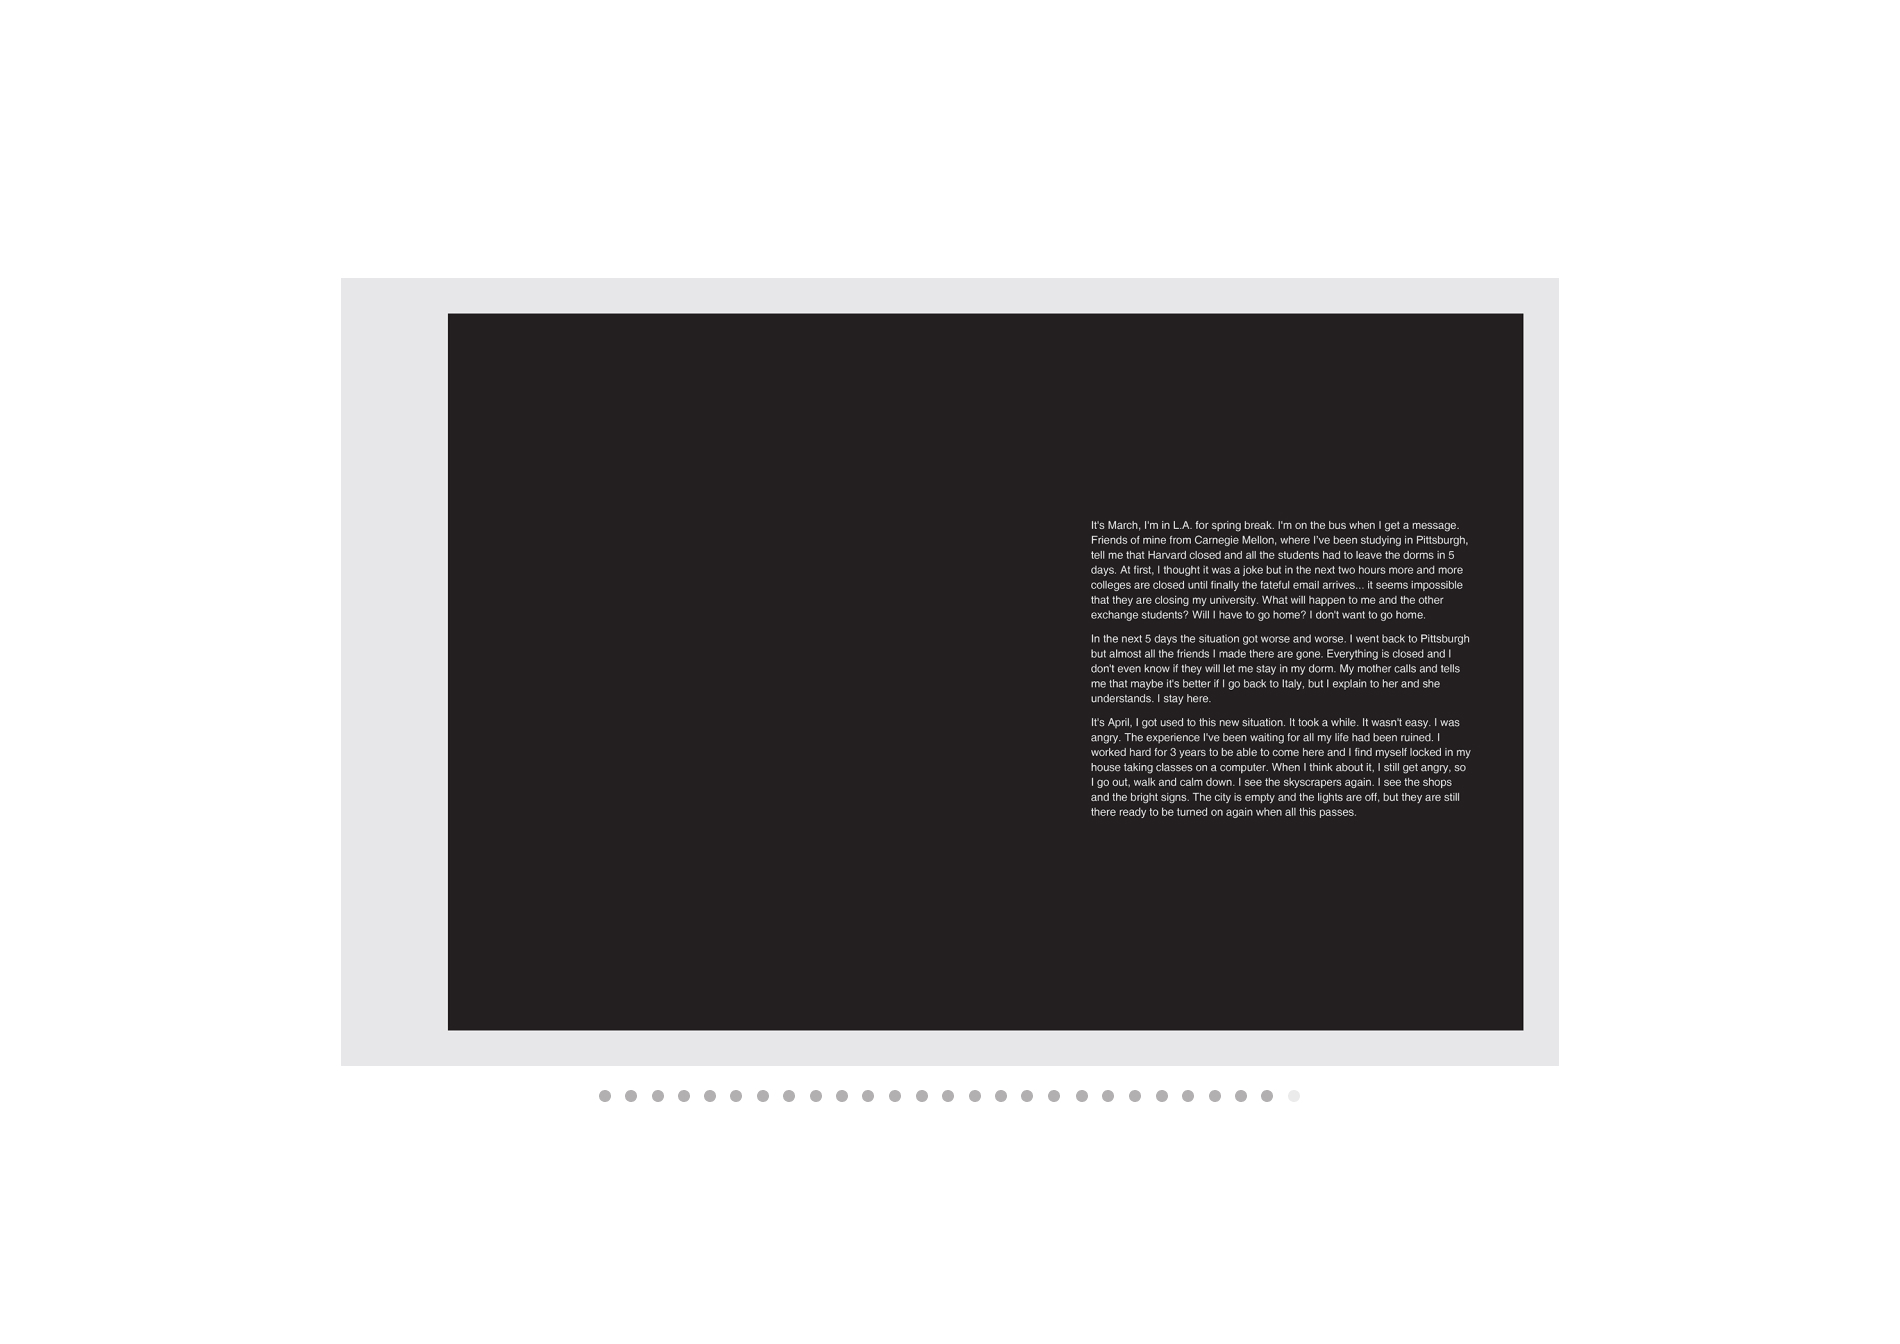 It's March, I'm in L.A. for spring break. I'm on the bus when I get a message.
Friends of mine from Carnegie Mellon, where I've been studying in Pittsburgh,
tell me that Harvard closed and all the students had to leave the dorms in 5
days. At first, I thought it was a joke but in the next two hours more and more
colleges are closed until finally the fateful email arrives... it seems impossible
that they are closing my university. What will happen to me and the other
exchange students? Will I have to go home? I don't want to go home.
In the next 5 days the situation got worse and worse. I went back to Pittsburgh
but almost all the friends I made there are gone. Everything is closed and I
don't even know if they will let me stay in my dorm. My mother calls and tells
me that maybe it's better if I go back to Italy, but I explain to her and she
understands. I stay here.
It's April, I got used to this new situation. It took a while. It wasn't easy. I was
angry. The experience I've been waiting for all my life had been ruined. I
worked hard for 3 years to be able to come here and I find myself locked in my
house taking classes on a computer. When I think about it, I still get angry, so
I go out, walk and calm down. I see the skyscrapers again. I see the shops
and the bright signs. The city is empty and the lights are off, but they are still
there ready to be turned on again when all this passes.